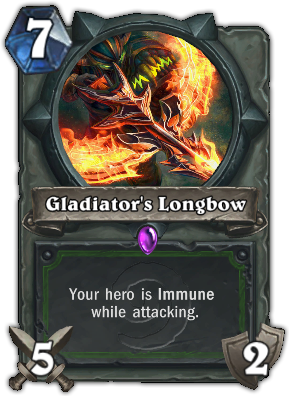 7
Gladiator's Longbow
Your hero is Immune
while attacking.
5 2